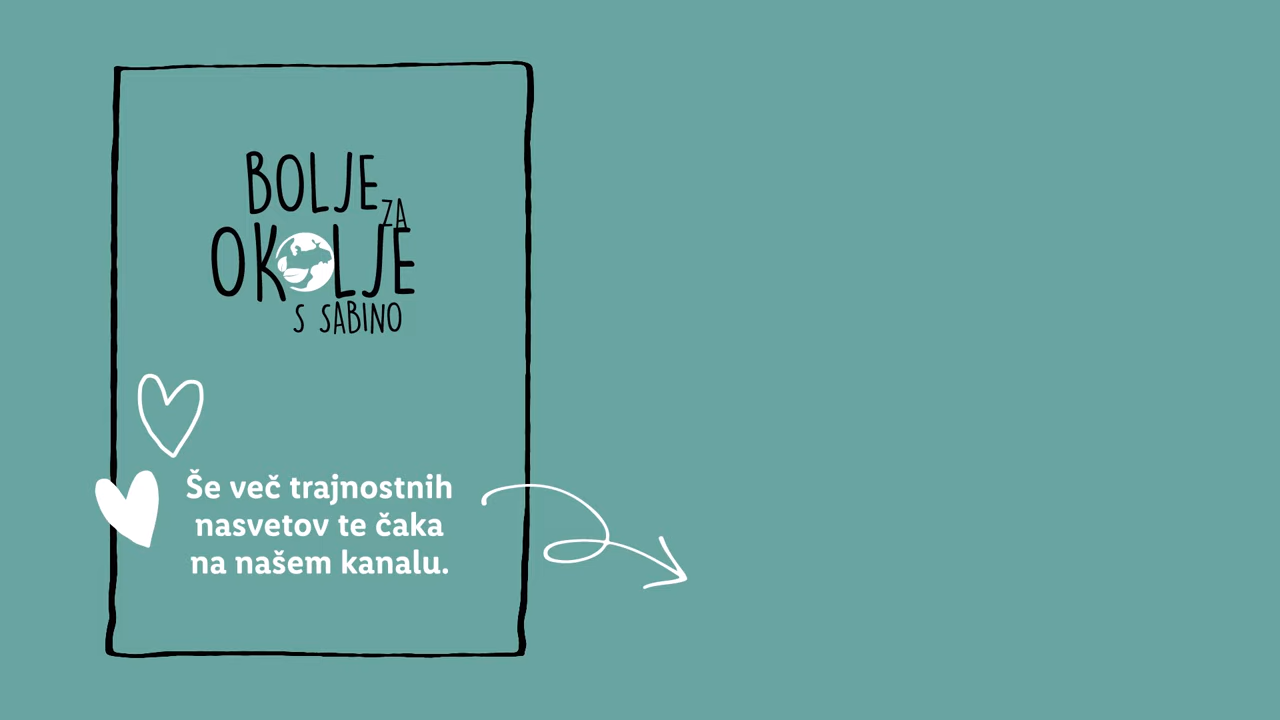 BOLJE
ZA
OKOLJE
S SABINO
Še več trajnostnih
nasvetov te čaka
na našem kanalu.